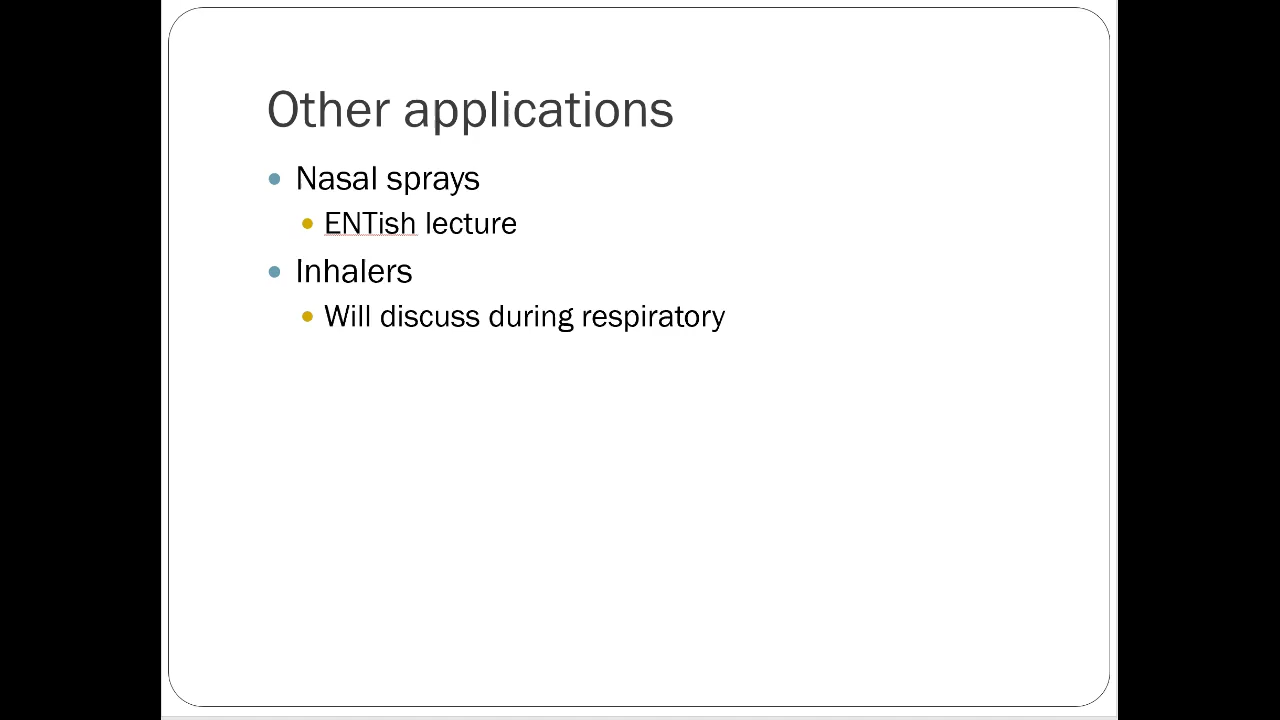 Other applications
Nasal sprays
ENTish lecture
Inhalers
Will discuss during respiratory